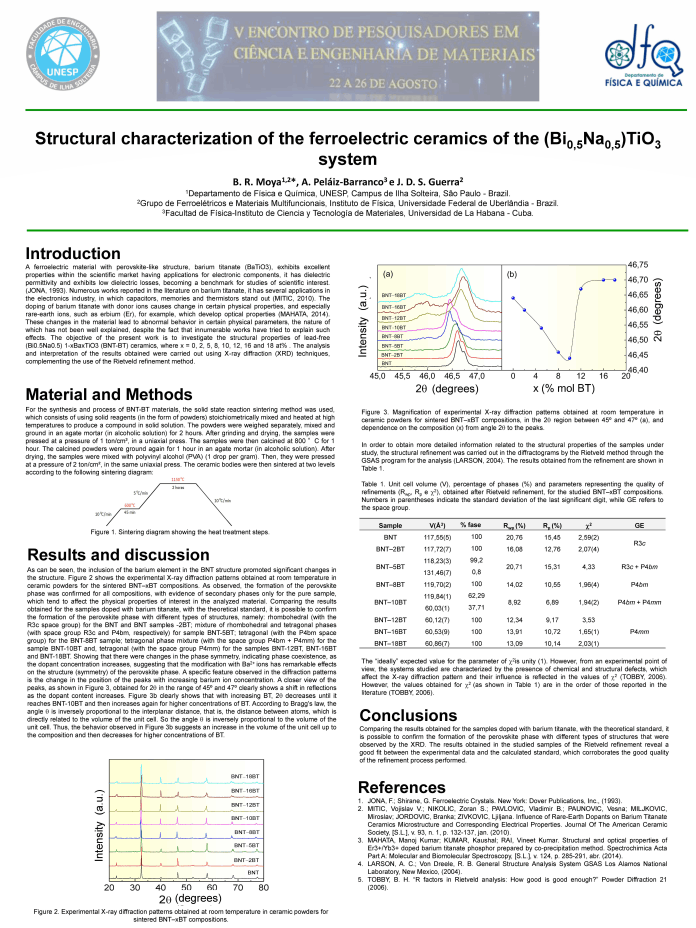 FACULDADE DE ENGENHARIA
UNESP
CÂMPUS DE ILHA SOLTEIRA
V ENCONTRO DE PESQUISADORES EM
CIÊNCIA E ENGENHARIA DE MATERIAIS
22 A 26 DE AGOSTO
dfq
Departamento de
FÍSICA E QUÍMICA
Structural characterization of the ferroelectric ceramics of the (Bi0,5Na0,5)TiO3
system
B. R. Moya1,2*, A. Peláiz-Barranco3 e J. D. S. Guerra2
1Departamento de Física e Química, UNESP, Campus de Ilha Solteira, São Paulo - Brazil.
2Grupo de Ferroelétricos e Materiais Multifuncionais, Instituto de Física, Universidade Federal de Uberlândia - Brazil.
3Facultad de Física-Instituto de Ciencia y Tecnología de Materiales, Universidad de La Habana - Cuba.
Introduction
A ferroelectric material with perovskite-like structure, barium titanate (BaTiO3), exhibits excellent
properties within the scientific market having applications for electronic components, it has dielectric
permittivity and exhibits low dielectric losses, becoming a benchmark for studies of scientific interest.
(JONA, 1993). Numerous works reported in the literature on barium titanate, it has several applications in
the electronics industry, in which capacitors, memories and thermistors stand out (MITIC, 2010). The
doping of barium titanate with donor ions causes change in certain physical properties, and especially
rare-earth ions, such as erbium (Er), for example, which develop optical properties (MAHATA, 2014).
These changes in the material lead to abnormal behavior in certain physical parameters, the nature of
which has not been well explained, despite the fact that innumerable works have tried to explain such
effects. The objective of the present work is to investigate the structural properties of lead-free
(Bi0.5Na0.5) 1-xBaxTiO3 (BNT-BT) ceramics, where x = 0, 2, 5, 8, 10, 12, 16 and 18 at% . The analysis
and interpretation of the results obtained were carried out using X-ray diffraction (XRD) techniques,
complementing the use of the Rietveld refinement method.
Material and Methods
For the synthesis and process of BNT-BT materials, the solid state reaction sintering method was used,
which consists of using solid reagents (in the form of powders) stoichiometrically mixed and heated at high
temperatures to produce a compound in solid solution. The powders were weighed separately, mixed and
ground in an agate mortar (in alcoholic solution) for 2 hours. After grinding and drying, the samples were
pressed at a pressure of 1 ton/cm², in a uniaxial press. The samples were then calcined at 800 ° C for 1
hour. The calcined powders were ground again for 1 hour in an agate mortar (in alcoholic solution). After
drying, the samples were mixed with polyvinyl alcohol (PVA) (1 drop per gram). Then, they were pressed
at a pressure of 2 ton/cm², in the same uniaxial press. The ceramic bodies were then sintered at two levels
according to the following sintering diagram:
1150°C
2 horas
5°C/min
600°C
45 min
10°C/min
10°C/min
Figure 1. Sintering diagram showing the heat treatment steps.
Results and discussion
As can be seen, the inclusion of the barium element in the BNT structure promoted significant changes in
the structure. Figure 2 shows the experimental X-ray diffraction patterns obtained at room temperature in
ceramic powders for the sintered BNT–xBT compositions. As observed, the formation of the perovskite
phase was confirmed for all compositions, with evidence of secondary phases only for the pure sample,
which tend to affect the physical properties of interest in the analyzed material. Comparing the results
obtained for the samples doped with barium titanate, with the theoretical standard, it is possible to confirm
the formation of the perovskite phase with different types of structures, namely: rhombohedral (with the
R3c space group) for the BNT and BNT samples -2BT; mixture of rhombohedral and tetragonal phases
(with space group R3c and P4bm, respectively) for sample BNT-5BT; tetragonal (with the P4bm space
group) for the BNT-8BT sample; tetragonal phase mixture (with the space group P4bm + P4mm) for the
sample BNT-10BT and, tetragonal (with space group P4mm) for the samples BNT-12BT, BNT-16BT
and BNT-18BT. Showing that there were changes in the phase symmetry, indicating phase coexistence, as
the dopant concentration increases, suggesting that the modification with Ba2+ ions has remarkable effects
on the structure (symmetry) of the perovskite phase. A specific feature observed in the diffraction patterns
is the change in the position of the peaks with increasing barium ion concentration. A closer view of the
peaks, as shown in Figure 3, obtained for 2θ in the range of 45º and 47º clearly shows a shift in reflections
as the dopant content increases. Figure 3b clearly shows that with increasing BT, 2θ decreases until it
reaches BNT-10BT and then increases again for higher concentrations of BT. According to Bragg's law, the
angle θ is inversely proportional to the interplanar distance, that is, the distance between atoms, which is
directly related to the volume of the unit cell. So the angle θ is inversely proportional to the volume of the
unit cell. Thus, the behavior observed in Figure 3b suggests an increase in the volume of the unit cell up to
the composition and then decreases for higher concentrations of BT.
Intensity (a.u.)
BNT–18BT
BNT–16BT
BNT–12BT
BNT–10BT
BNT–8BT
BNT–5BT
BNT–2BT
BNT
20 30 40 50 60 70 80
2θ (degrees)
Figure 2. Experimental X-ray diffraction patterns obtained at room temperature in ceramic powders for
sintered BNT–xBT compositions.
(a)
Intensity (a.u.)
BNT–18BT
BNT–16BT
BNT–12BT
BNT–10BT
BNT–8BT
BNT–5BT
BNT–2BT
BNT
45,0 45,5 46,0 46,5 47,0
2θ (degrees)
(b)
46,75
46,70
46,65
46,60
46,55
46,50
46,45
46,40
2θ (degrees)
0 4 8 12 16 20
x (% mol BT)
Figure 3. Magnification of experimental X-ray diffraction patterns obtained at room temperature in
ceramic powders for sintered BNT–xBT compositions, in the 2θ region between 45º and 47º (a), and
dependence on the composition (x) from angle 2θ to the peaks.
In order to obtain more detailed information related to the structural properties of the samples under
study, the structural refinement was carried out in the diffractograms by the Rietveld method through the
GSAS program for the analysis (LARSON, 2004). The results obtained from the refinement are shown in
Table 1.
Table 1. Unit cell volume (V), percentage of phases (%) and parameters representing the quality of
refinements (Rwp, Rp e χ2), obtained after Rietveld refinement, for the studied BNT–xBT compositions.
Numbers in parentheses indicate the standard deviation of the last significant digit, while GE refers to
the space group.
Sample V(Å3) % fase Rwp (%) Rp (%) χ2 GE
BNT 117,55(5) 100 20,76 15,45 2,59(2)
R3c
BNT–2BT 117,72(7) 100 16,08 12,76 2,07(4)
118,23(3) 99,2
BNT–5BT 20,71 15,31 4,33 R3c + P4bm
131,46(7) 0,8
BNT–8BT 119,70(2) 100 14,02 10,55 1,96(4) P4bm
119,84(1) 62,29
BNT–10BT 8,92 6,89 1,94(2) P4bm + P4mm
60,03(1) 37,71
BNT–12BT 60,12(7) 100 12,34 9,17 3,53
BNT–16BT 60,53(9) 100 13,91 10,72 1,65(1) P4mm
BNT–18BT 60,86(7) 100 13,09 10,14 2,03(1)
The "ideally" expected value for the parameter of χ2is unity (1). However, from an experimental point of
view, the systems studied are characterized by the presence of chemical and structural defects, which
affect the X-ray diffraction pattern and their influence is reflected in the values of χ2 (TOBBY, 2006).
However, the values obtained for χ2 (as shown in Table 1) are in the order of those reported in the
literature (TOBBY, 2006).
Conclusions
Comparing the results obtained for the samples doped with barium titanate, with the theoretical standard, it
is possible to confirm the formation of the perovskite phase with different types of structures that were
observed by the XRD. The results obtained in the studied samples of the Rietveld refinement reveal a
good fit between the experimental data and the calculated standard, which corroborates the good quality
of the refinement process performed.
References
1. JONA, F.; Shirane, G. Ferroelectric Crystals. New York: Dover Publications, Inc., (1993).
2. MITIC, Vojislav V.; NIKOLIC, Zoran S.; PAVLOVIC, Vladimir B.; PAUNOVIC, Vesna; MILJKOVIC,
Miroslav; JORDOVIC, Branka; ZIVKOVIC, Ljiljana. Influence of Rare-Earth Dopants on Barium Titanate
Ceramics Microstructure and Corresponding Electrical Properties. Journal Of The American Ceramic
Society, [S.L.], v. 93, n. 1, p. 132-137, jan. (2010).
3. MAHATA, Manoj Kumar; KUMAR, Kaushal; RAI, Vineet Kumar. Structural and optical properties of
Er3+/Yb3+ doped barium titanate phosphor prepared by co-precipitation method. Spectrochimica Acta
Part A: Molecular and Biomolecular Spectroscopy, [S.L.], v. 124, p. 285-291, abr. (2014).
4. LARSON, A. C.; Von Dreele, R. B. General Structure Analysis System GSAS Los Alamos National
Laboratory, New Mexico, (2004).
5. TOBBY, B. H. "R factors in Rietveld analysis: How good is good enough?" Powder Diffraction 21
(2006).